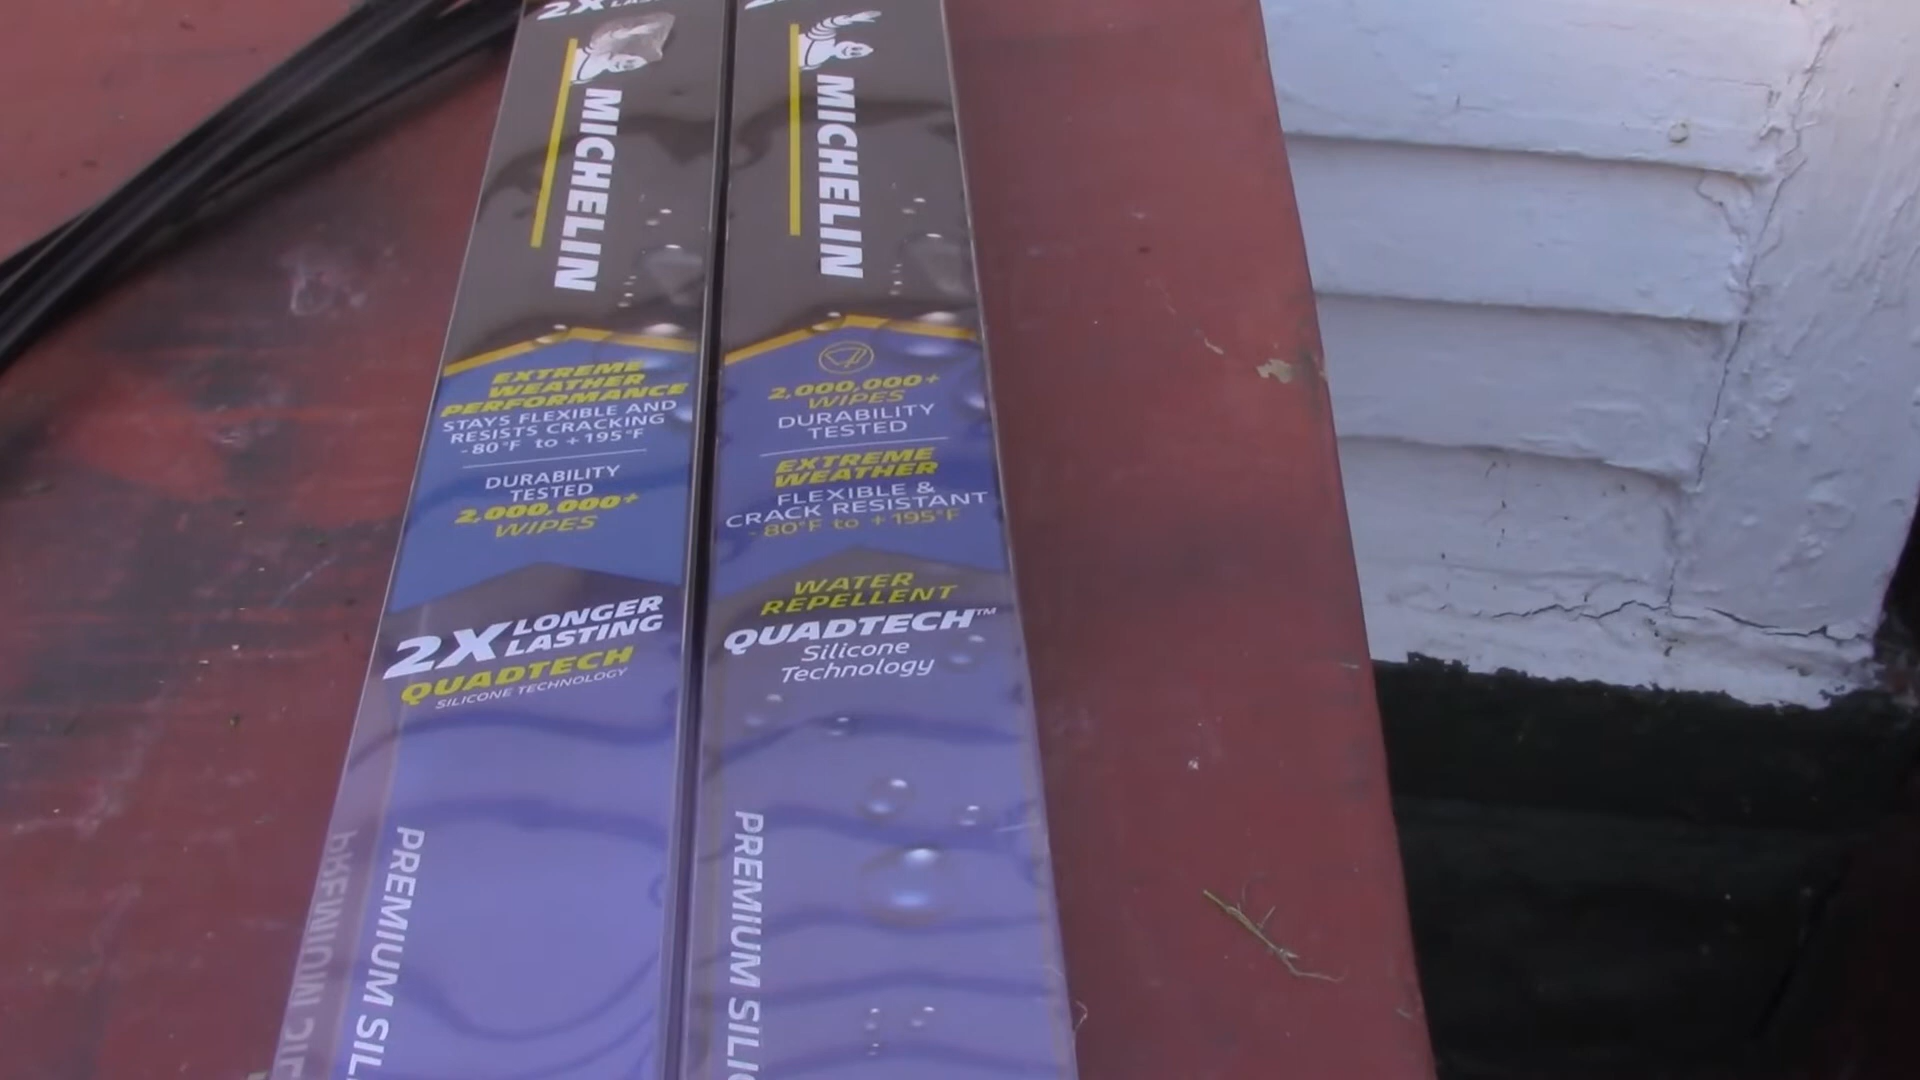 2X
MICHELIN
EXTREME
WEATHER
PERFORMANCE
STAYS FLEXIBLE AND
RESISTS CRACKING
-80°F to +195°F
DURABILITY
TESTED
2,000,000+
WIPES
2X LONGER
LASTING
QUADTECH
SILICONE TECHNOLOGY
PREMIUM SIL
MICHELIN
2,000,000+
WIPES
DURABILITY
TESTED
EXTREME
WEATHER
FLEXIBLE &
CRACK RESISTANT
-80°F to +195°F
WATER
REPELLENT
QUADTECH™
Silicone
Technology
PREMIUM SILIC